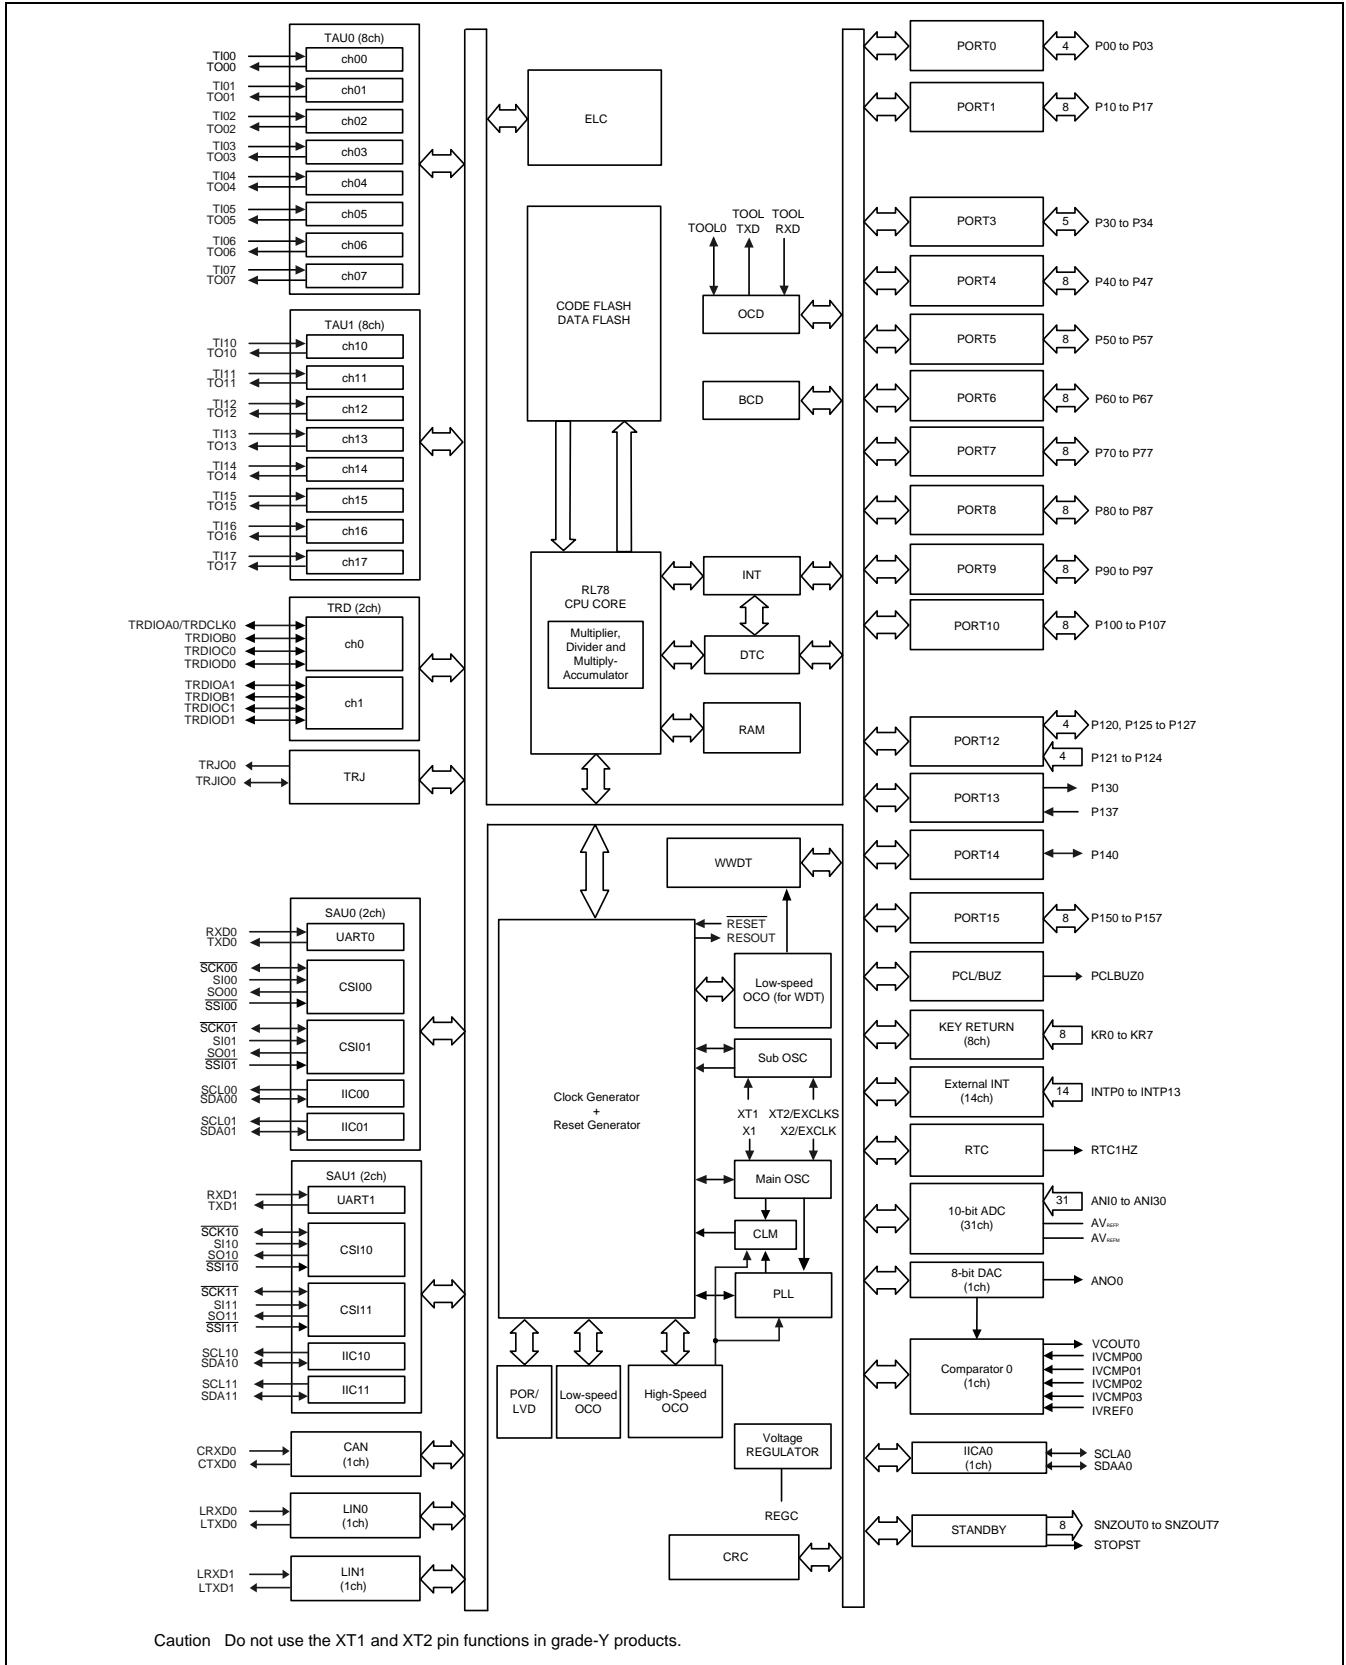 TAU0 (8ch)
TI00
TO00
ch00
TI01
TO01
ch01
TI02
TO02
ch02
TI03
TO03
ch03
TI04
TO04
ch04
TI05
TO05
ch05
TI06
TO06
ch06
TI07
TO07
ch07
TAU1 (8ch)
TI10
TO10
ch10
TI11
TO11
ch11
TI12
TO12
ch12
TI13
TO13
ch13
TI14
TO14
ch14
TI15
TO15
ch15
TI16
TO16
ch16
TI17
TO17
ch17
TRD (2ch)
TRDIOA0/TRDCLK0
TRDIOB0
TRDIOC0
TRDIOD0
ch0
TRDIOA1
TRDIOB1
TRDIOC1
TRDIOD1
ch1
TRJO0
TRJIO0
TRJ
SAU0 (2ch)
RXD0
TXD0
UART0
SCK00
SI00
SO00
SSI00
CSI00
SCK01
SI01
SO01
SSI01
CSI01
SCL00
SDA00
IIC00
SCL01
SDA01
IIC01
SAU1 (2ch)
RXD1
TXD1
UART1
SCK10
SI10
SO10
SSI10
CSI10
SCK11
SI11
SO11
SSI11
CSI11
SCL10
SDA10
IIC10
SCL11
SDA11
IIC11
CRXD0
CTXD0
CAN
(1ch)
LRXD0
LTXD0
LIN0
(1ch)
LRXD1
LTXD1
LIN1
(1ch)
ELC
CODE FLASH
DATA FLASH
TOOL0
TOOL
TXD
TOOL
RXD
OCD
BCD
RL78
CPU CORE
Multiplier,
Divider and
Multiply-
Accumulator
INT
DTC
RAM
WWDT
RESET
RESOUT
Low-speed
OCO (for WDT)
Sub OSC
Clock Generator
+
Reset Generator
XT1
XT2/EXCLKS
X1
X2/EXCLK
Main OSC
CLM
PLL
POR/
LVD
Low-speed
OCO
High-Speed
OCO
Voltage
REGULATOR
REGC
CRC
PORT0
4
P00 to P03
PORT1
8
P10 to P17
PORT3
5
P30 to P34
PORT4
8
P40 to P47
PORT5
8
P50 to P57
PORT6
8
P60 to P67
PORT7
8
P70 to P77
PORT8
8
P80 to P87
PORT9
8
P90 to P97
PORT10
8
P100 to P107
PORT12
4
P120, P125 to P127
4
P121 to P124
PORT13
P130
P137
PORT14
P140
PORT15
8
P150 to P157
PCL/BUZ
PCLBUZ0
KEY RETURN
(8ch)
8
KR0 to KR7
External INT
(14ch)
14
INTP0 to INTP13
RTC
RTC1HZ
10-bit ADC
(31ch)
31
ANI0 to ANI30
AVREFP
AVREFM
8-bit DAC
(1ch)
ANO0
Comparator 0
(1ch)
VCOUT0
IVCMP00
IVCMP01
IVCMP02
IVCMP03
IVREF0
IICA0
(1ch)
SCLA0
SDAA0
STANDBY
8
SNZOUT0 to SNZOUT7
STOPST
Caution Do not use the XT1 and XT2 pin functions in grade-Y products.